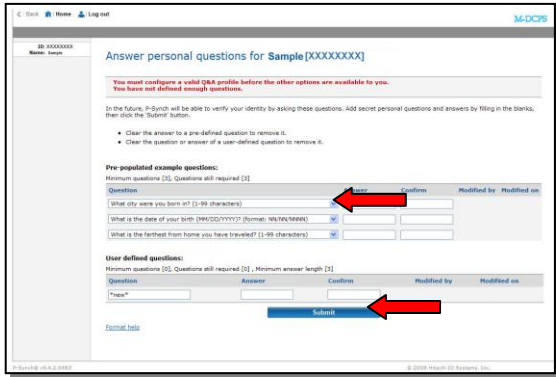 Back Home Log out
M-DCPS
ID: XXXXXXXX
Name: Sample
Answer personal questions for Sample [XXXXXXXX]
You must configure a valid Q&A profile before the other options are available to you.
You have not defined enough questions.
In the future, P-Synch will be able to verify your identity by asking these questions. Add secret personal questions and answers by filling in the blanks,
then click the 'Submit' button.
Clear the answer to a pre-defined question to remove it.
Clear the question or answer of a user-defined question to remove it.
Pre-populated example questions:
Minimum questions [3], Questions still required [3]
Question Answer Confirm Modified by Modified on
What city were you born in? (1-99 characters)
What is the date of your birth (MM/DD/YYYY)? (format: NN/NN/NNNN)
What is the farthest from home you have traveled? (1-99 characters)
User defined questions:
Minimum questions [0], Questions still required [0] , Minimum answer length [3]
Question Answer Confirm Modified by Modified on
*new*
Submit
Format help
P-Synch® v6.4.2.5480
© 2008 Hitachi ID Systems, Inc.